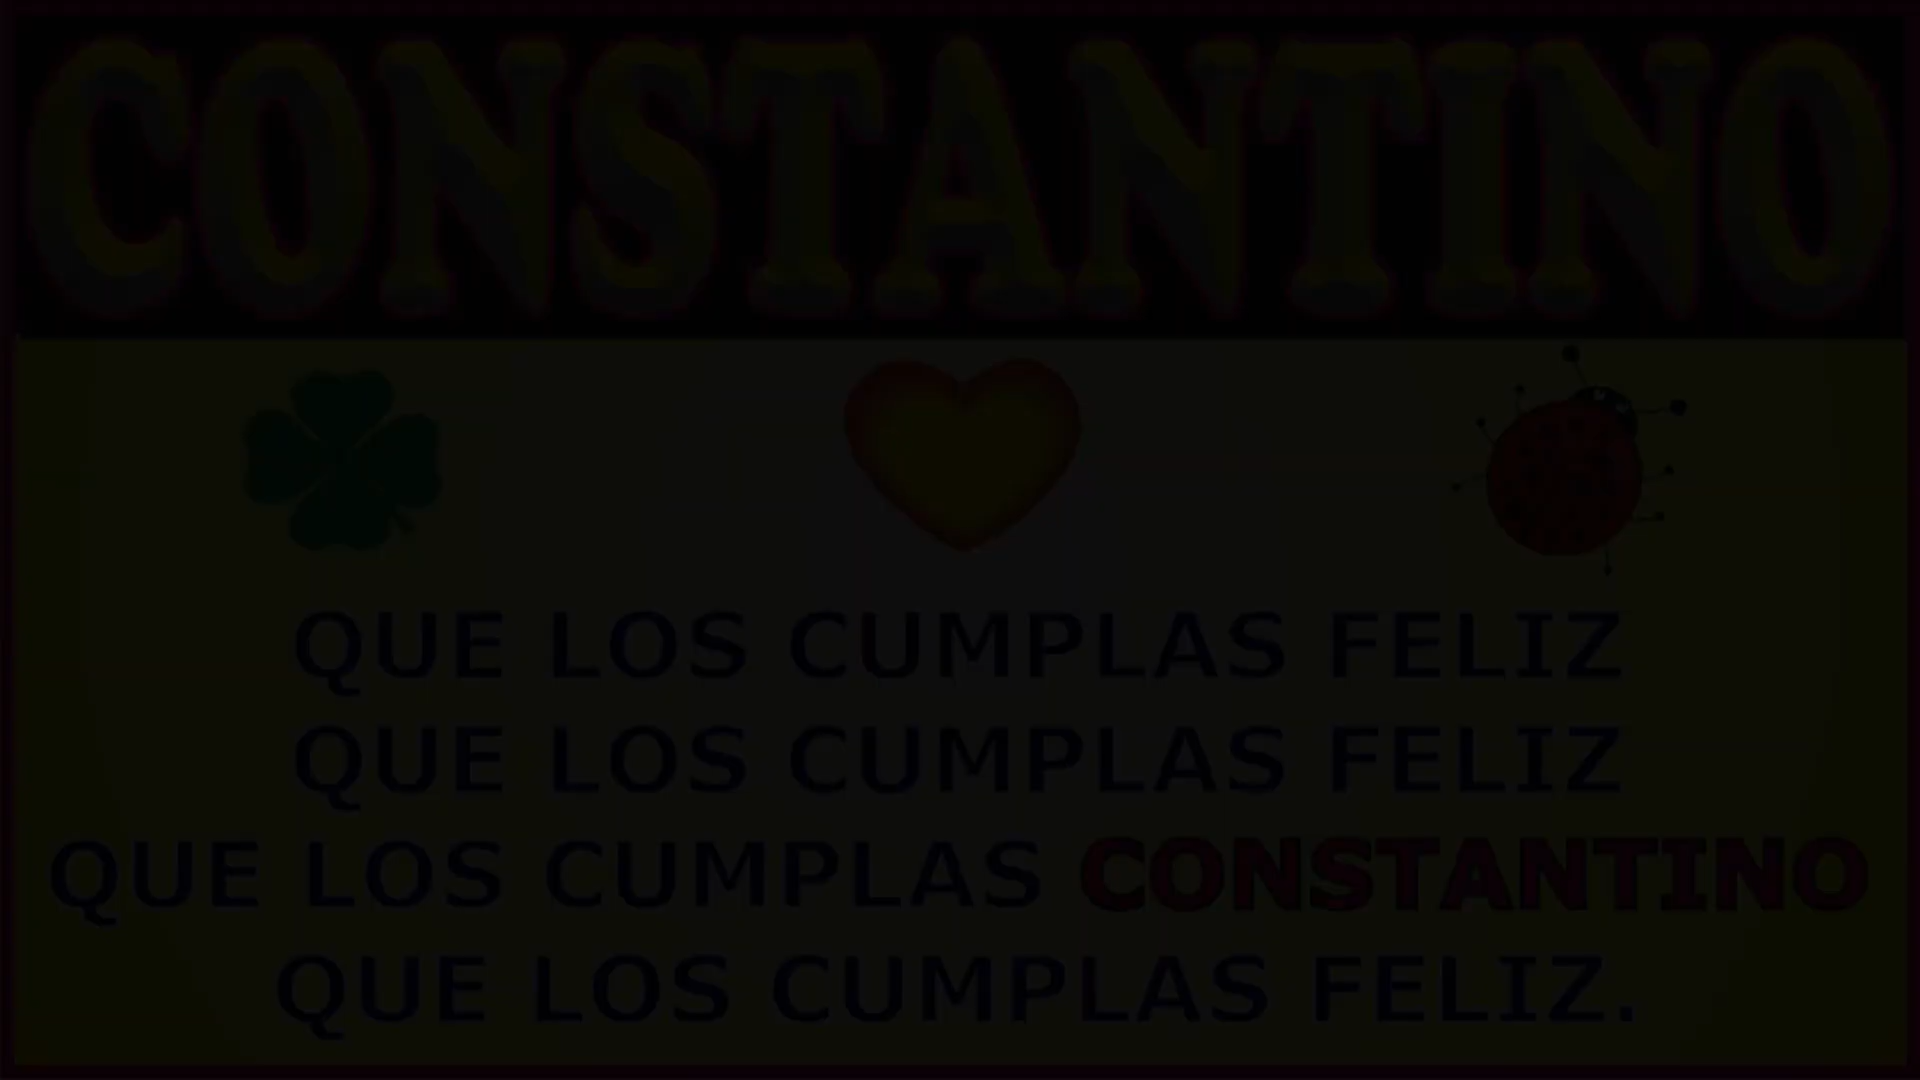 CONSTANTINO
QUE LOS CUMPLAS FELIZ
QUE LOS CUMPLAS FELIZ
QUE LOS CUMPLAS CONSTANTINO
QUE LOS CUMPLAS FELIZ.